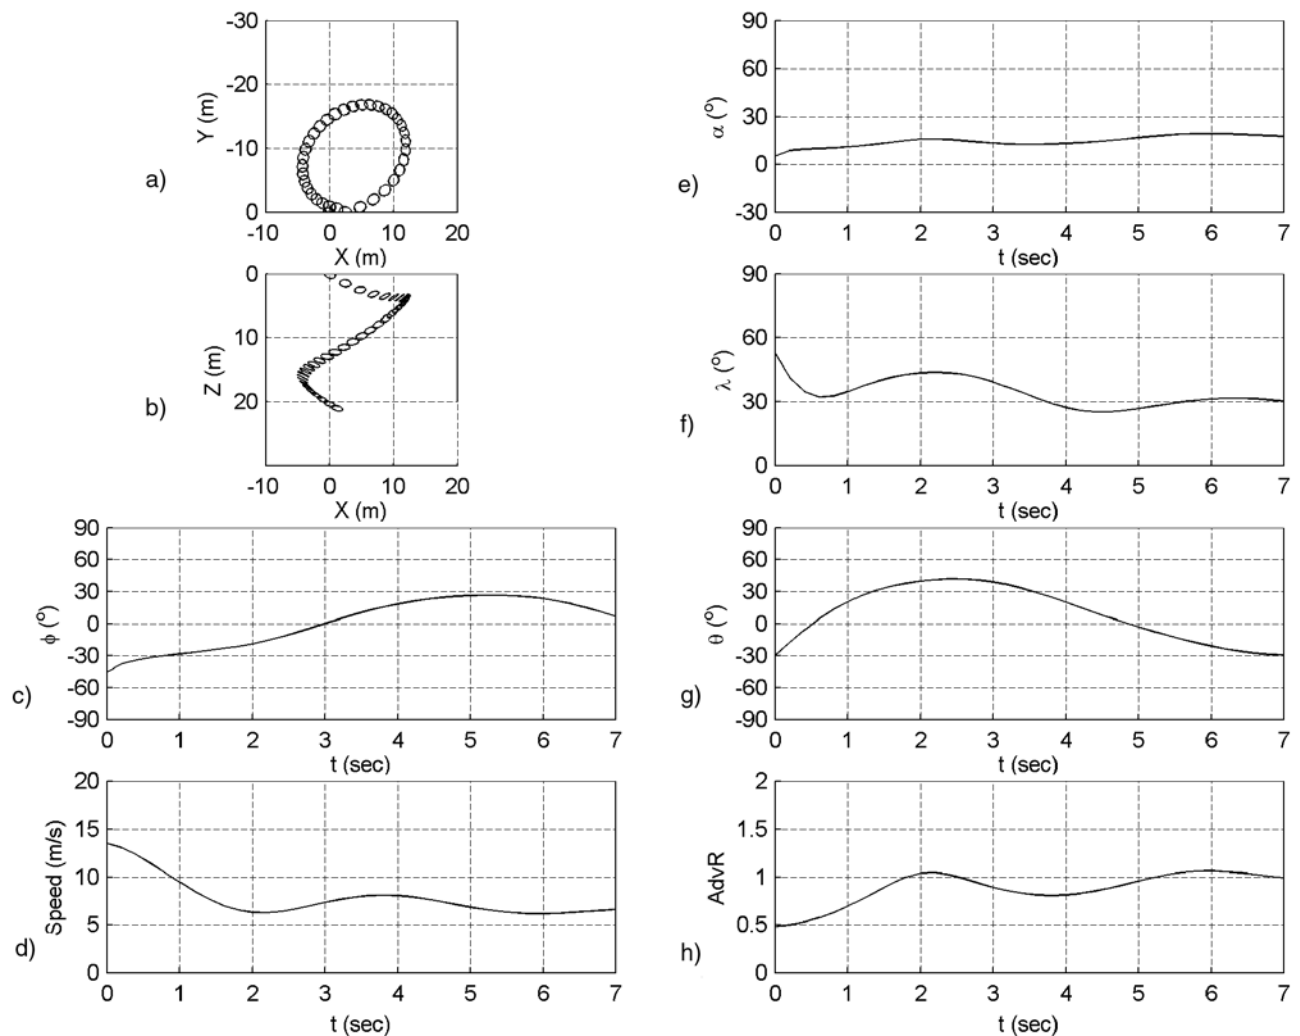 -30
-20
-10
0
Y (m)
-10 0 10 20
X (m)
a)
0
10
20
Z (m)
-10 0 10 20
X (m)
b)
90
60
30
0
-30
-60
-90
ϕ (°)
0 1 2 3 4 5 6 7
t (sec)
c)
20
15
10
5
0
Speed (m/s)
0 1 2 3 4 5 6 7
t (sec)
d)
90
60
30
0
-30
α (°)
0 1 2 3 4 5 6 7
t (sec)
e)
90
60
30
0
λ (°)
0 1 2 3 4 5 6 7
t (sec)
f)
90
60
30
0
-30
-60
-90
θ (°)
0 1 2 3 4 5 6 7
t (sec)
g)
2
1.5
1
0.5
0
AdvR
0 1 2 3 4 5 6 7
t (sec)
h)